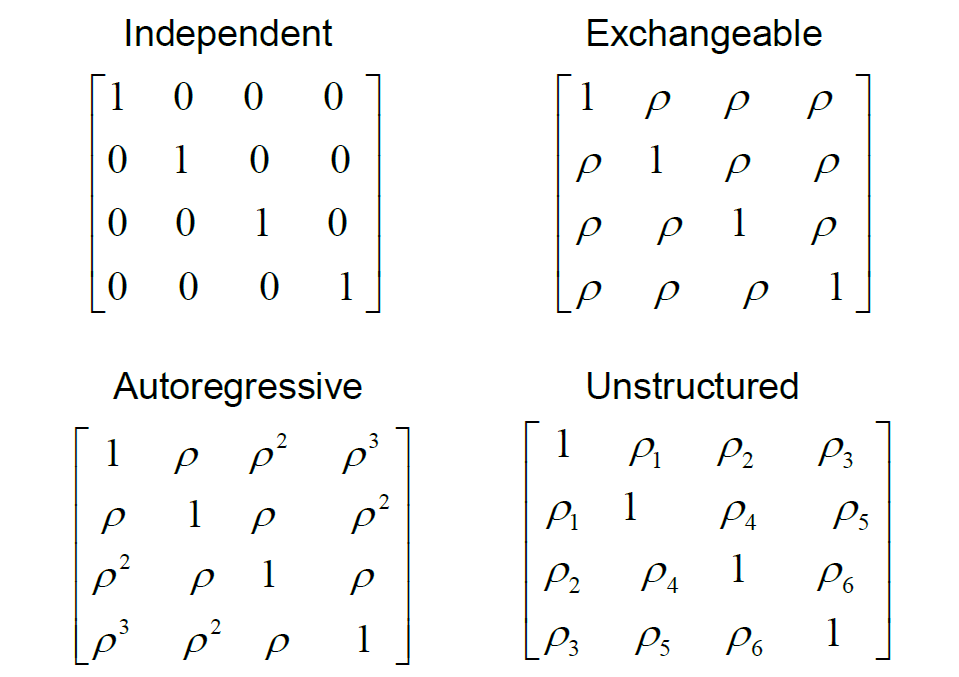 Independent Exchangeable
1 0 0 0
0 1 0 0
0 0 1 0
0 0 0 1
1 ρ ρ ρ
ρ 1 ρ ρ
ρ ρ 1 ρ
ρ ρ ρ 1
Autoregressive Unstructured
1 ρ ρ² ρ³
ρ 1 ρ ρ²
ρ² ρ 1 ρ
ρ³ ρ² ρ 1
1 ρ₁ ρ₂ ρ₃
ρ₁ 1 ρ₄ ρ₅
ρ₂ ρ₄ 1 ρ₆
ρ₃ ρ₅ ρ₆ 1